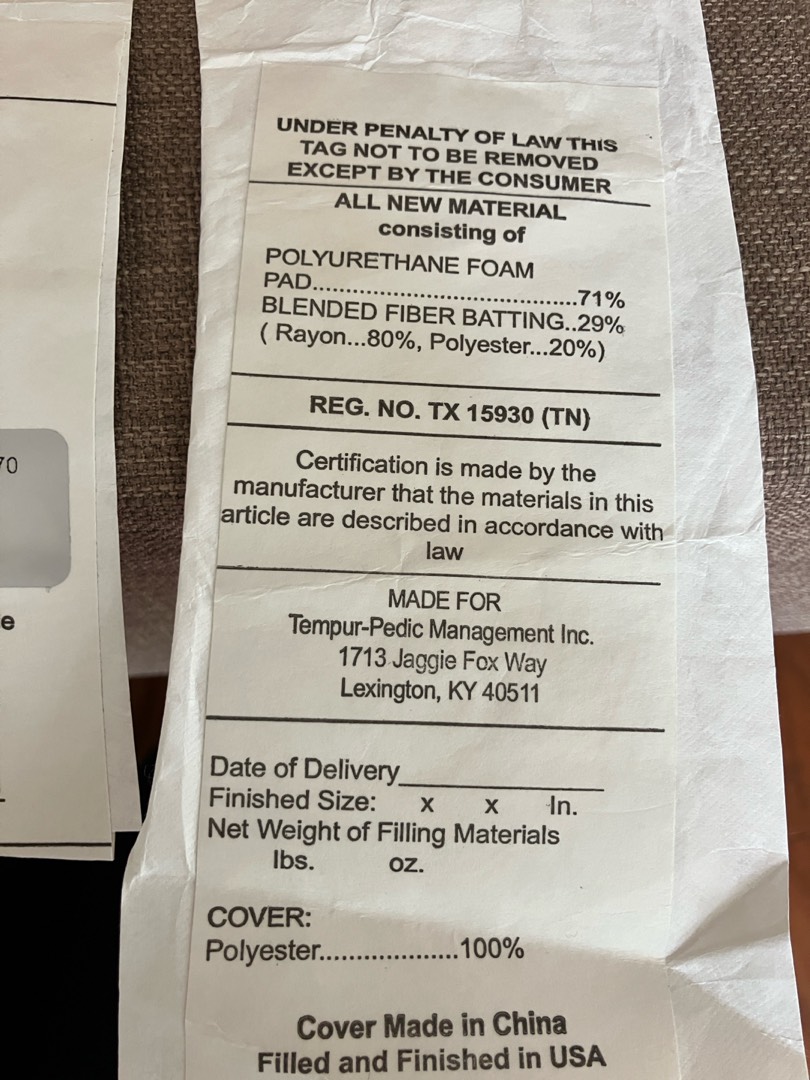 UNDER PENALTY OF LAW THIS
TAG NOT TO BE REMOVED
EXCEPT BY THE CONSUMER
ALL NEW MATERIAL
consisting of
POLYURETHANE FOAM
PAD....................................71%
BLENDED FIBER BATTING..29%
( Rayon...80%, Polyester...20%)
REG. NO. TX 15930 (TN)
Certification is made by the
manufacturer that the materials in this
article are described in accordance with
law
MADE FOR
Tempur-Pedic Management Inc.
1713 Jaggie Fox Way
Lexington, KY 40511
Date of Delivery_______________
Finished Size: x x In.
Net Weight of Filling Materials
lbs. oz.
COVER:
Polyester...................100%
Cover Made in China
Filled and Finished in USA